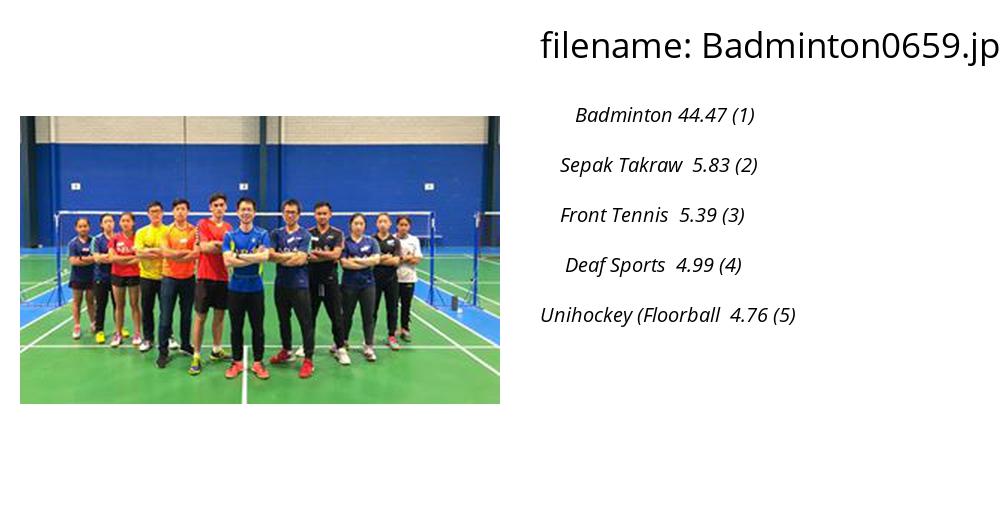 filename: Badminton0659.jp
Badminton 44.47 (1)
Sepak Takraw 5.83 (2)
Front Tennis 5.39 (3)
Deaf Sports 4.99 (4)
Unihockey (Floorball 4.76 (5)